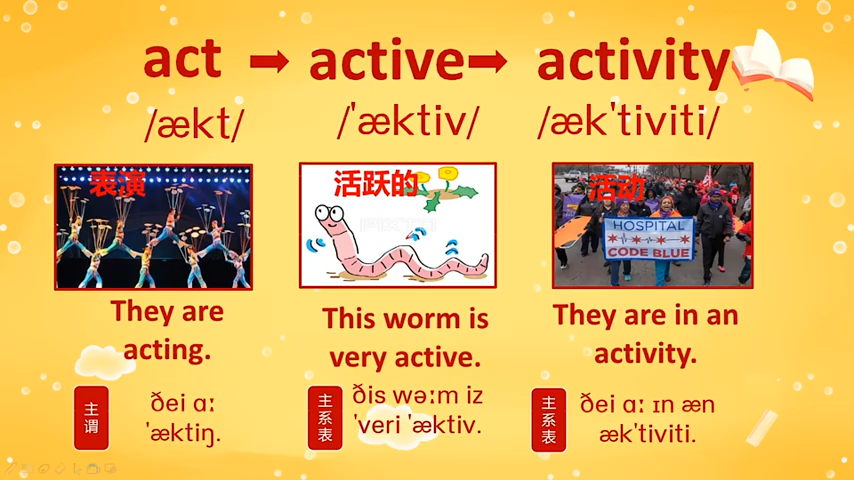 act ➡ active ➡ activity
/ækt/ /ˈæktiv/ /ækˈtiviti/
表演 活跃的 活动
HOSPITAL
CODE BLUE
They are
acting.
This worm is
very active.
They are in an
activity.
主谓
ðei ɑː
ˈæktiŋ.
主系表
ðis wəːm iz
ˈveri ˈæktiv.
主系表
ðei ɑː ɪn æn
ækˈtiviti.